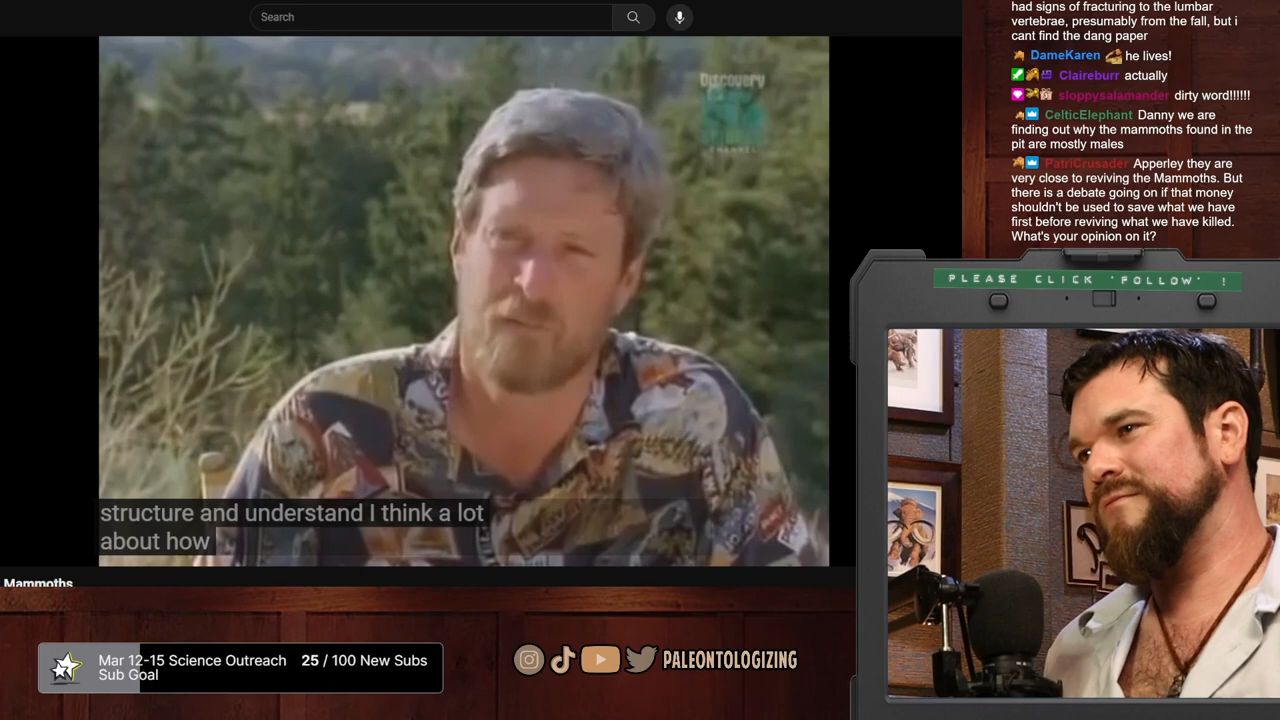 Search
Discovery
CHANNEL
structure and understand I think a lot
about how
Mammoths
had signs of fracturing to the lumbar
vertebrae, presumably from the fall, but i
cant find the dang paper
DameKaren he lives!
Claireburr actually
sloppysalamander dirty word!!!!!!
CelticElephant Danny we are
finding out why the mammoths found in the
pit are mostly males
PatriCrusader Apperley they are
very close to reviving the Mammoths. But
there is a debate going on if that money
shouldn't be used to save what we have
first before reviving what we have killed.
What's your opinion on it?
PLEASE CLICK 'FOLLOW' !
Mar 12-15 Science Outreach 25 / 100 New Subs
Sub Goal
PALEONTOLOGIZING